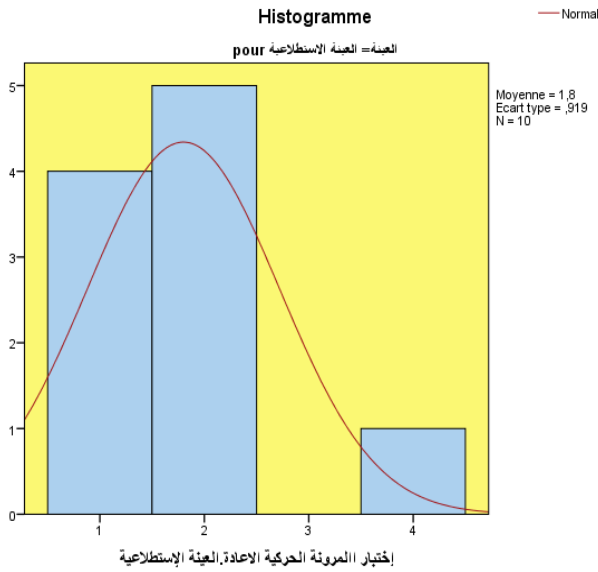 Histogramme
Normal
pour العينة= العينة الاستطلاعية
Moyenne = 1,8
Ecart type = ,919
N = 10
5
4
3
2
1
0
1 2 3 4
إختبار االمرونة الحركية الاعادة.العينة الإستطلاعية